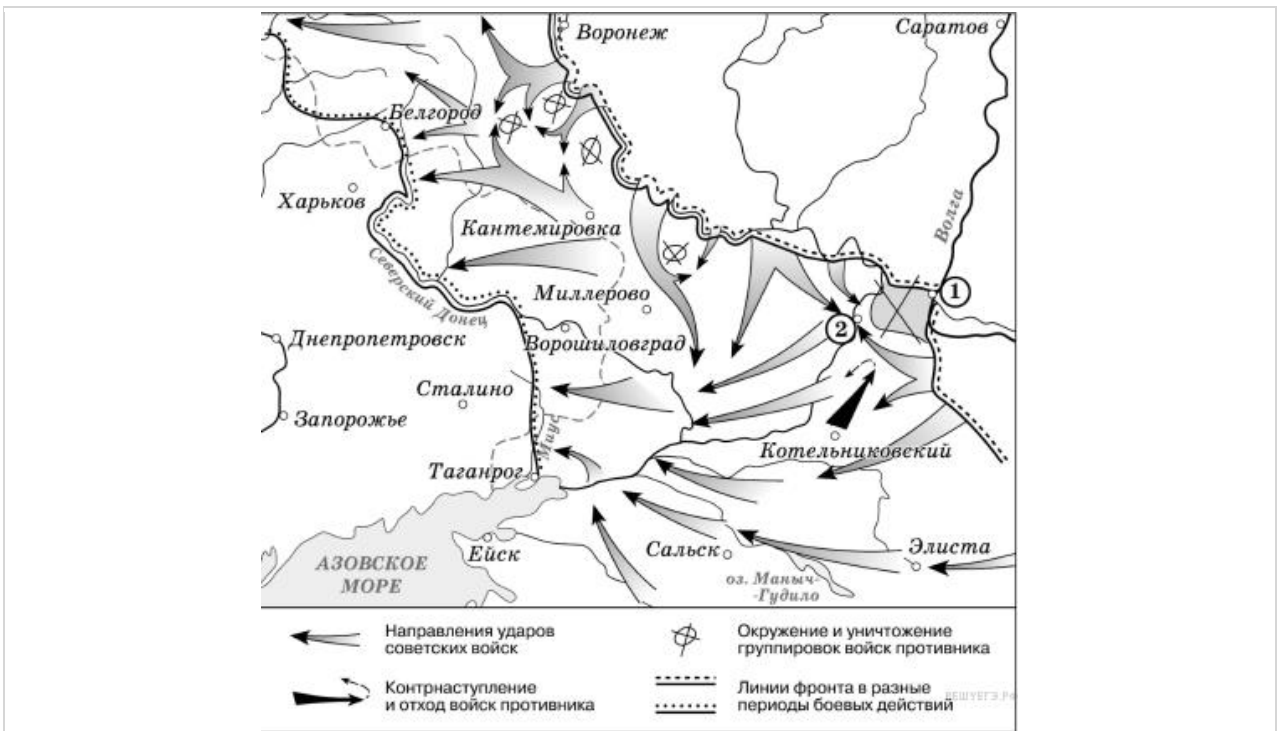 Воронеж
Саратов
Белгород
Харьков
Волга
Кантемировка
Северский Донец
Миллерово
1
2
Днепропетровск
Ворошиловград
Сталино
Запорожье
Миус
Котельниковский
Таганрог
Ейск
Сальск
Элиста
АЗОВСКОЕ
МОРЕ
оз. Маныч-
-Гудило
Направления ударов
советских войск
Окружение и уничтожение
группировок войск противника
Контрнаступление
и отход войск противника
Линии фронта в разные
периоды боевых действий
РЕШУЕГЭ.РФ